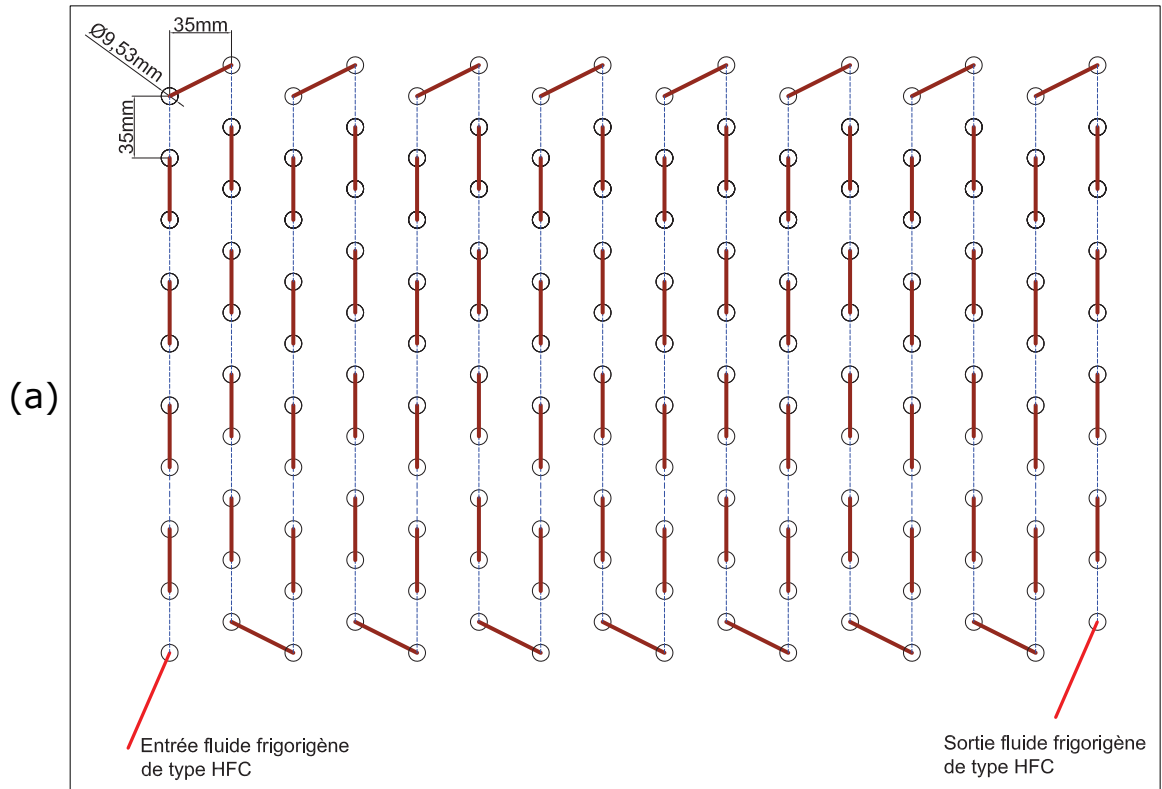 35mm
Ø9,53mm
35mm
(a)
Entrée fluide frigorigène
de type HFC
Sortie fluide frigorigène
de type HFC